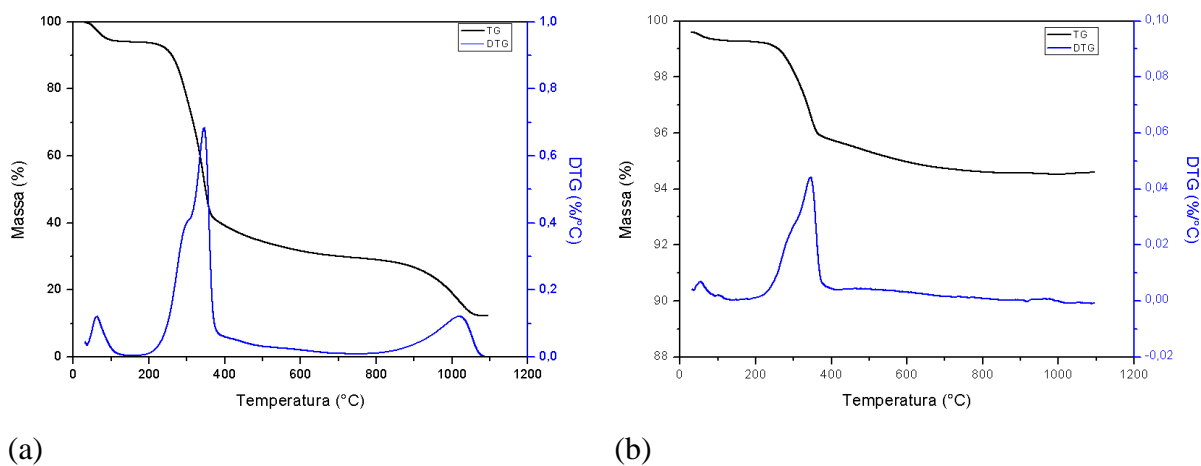 TG
DTG
Massa (%)
100
80
60
40
20
0
1,0
0,8
0,6
0,4
0,2
0,0
DTG (%/°C)
0 200 400 600 800 1000 1200
Temperatura (°C)
(a)
TG
DTG
Massa (%)
100
98
96
94
92
90
88
0,10
0,08
0,06
0,04
0,02
0,00
-0,02
DTG (%/°C)
0 200 400 600 800 1000 1200
Temperatura (°C)
(b)